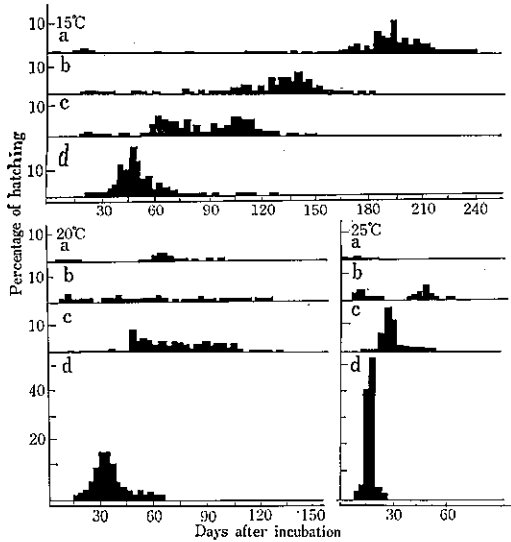 Percentage of hatching
10 15℃
a
10
b
10
c
10
d
30 60 90 120 150 180 210 240
10 20℃
a
10
b
10
c
d
40
20
30 60 90 120 150
25℃
a
b
c
d
30 60
Days after incubation